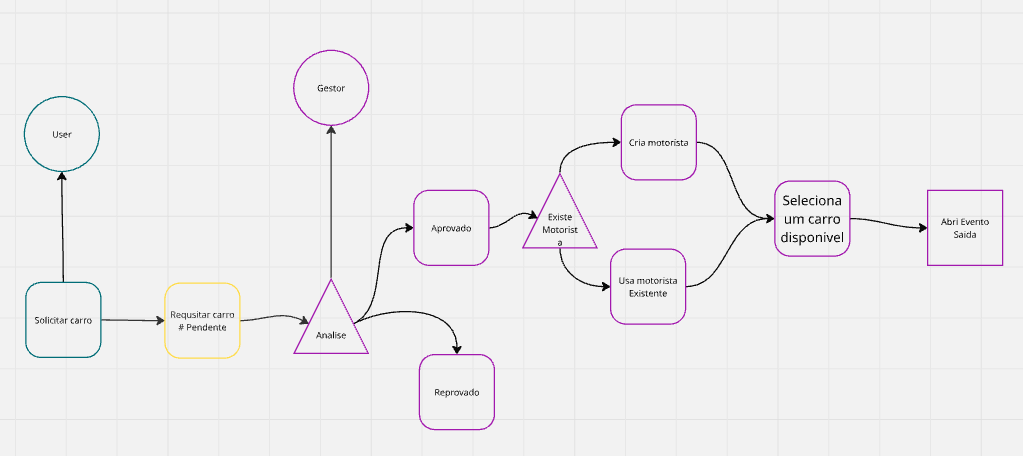 User
Gestor
Solicitar carro
Requsitar carro
# Pendente
Analise
Aprovado
Reprovado
Existe
Motorist
a
Cria motorista
Usa motorista
Existente
Seleciona
um carro
disponível
Abri Evento
Saida